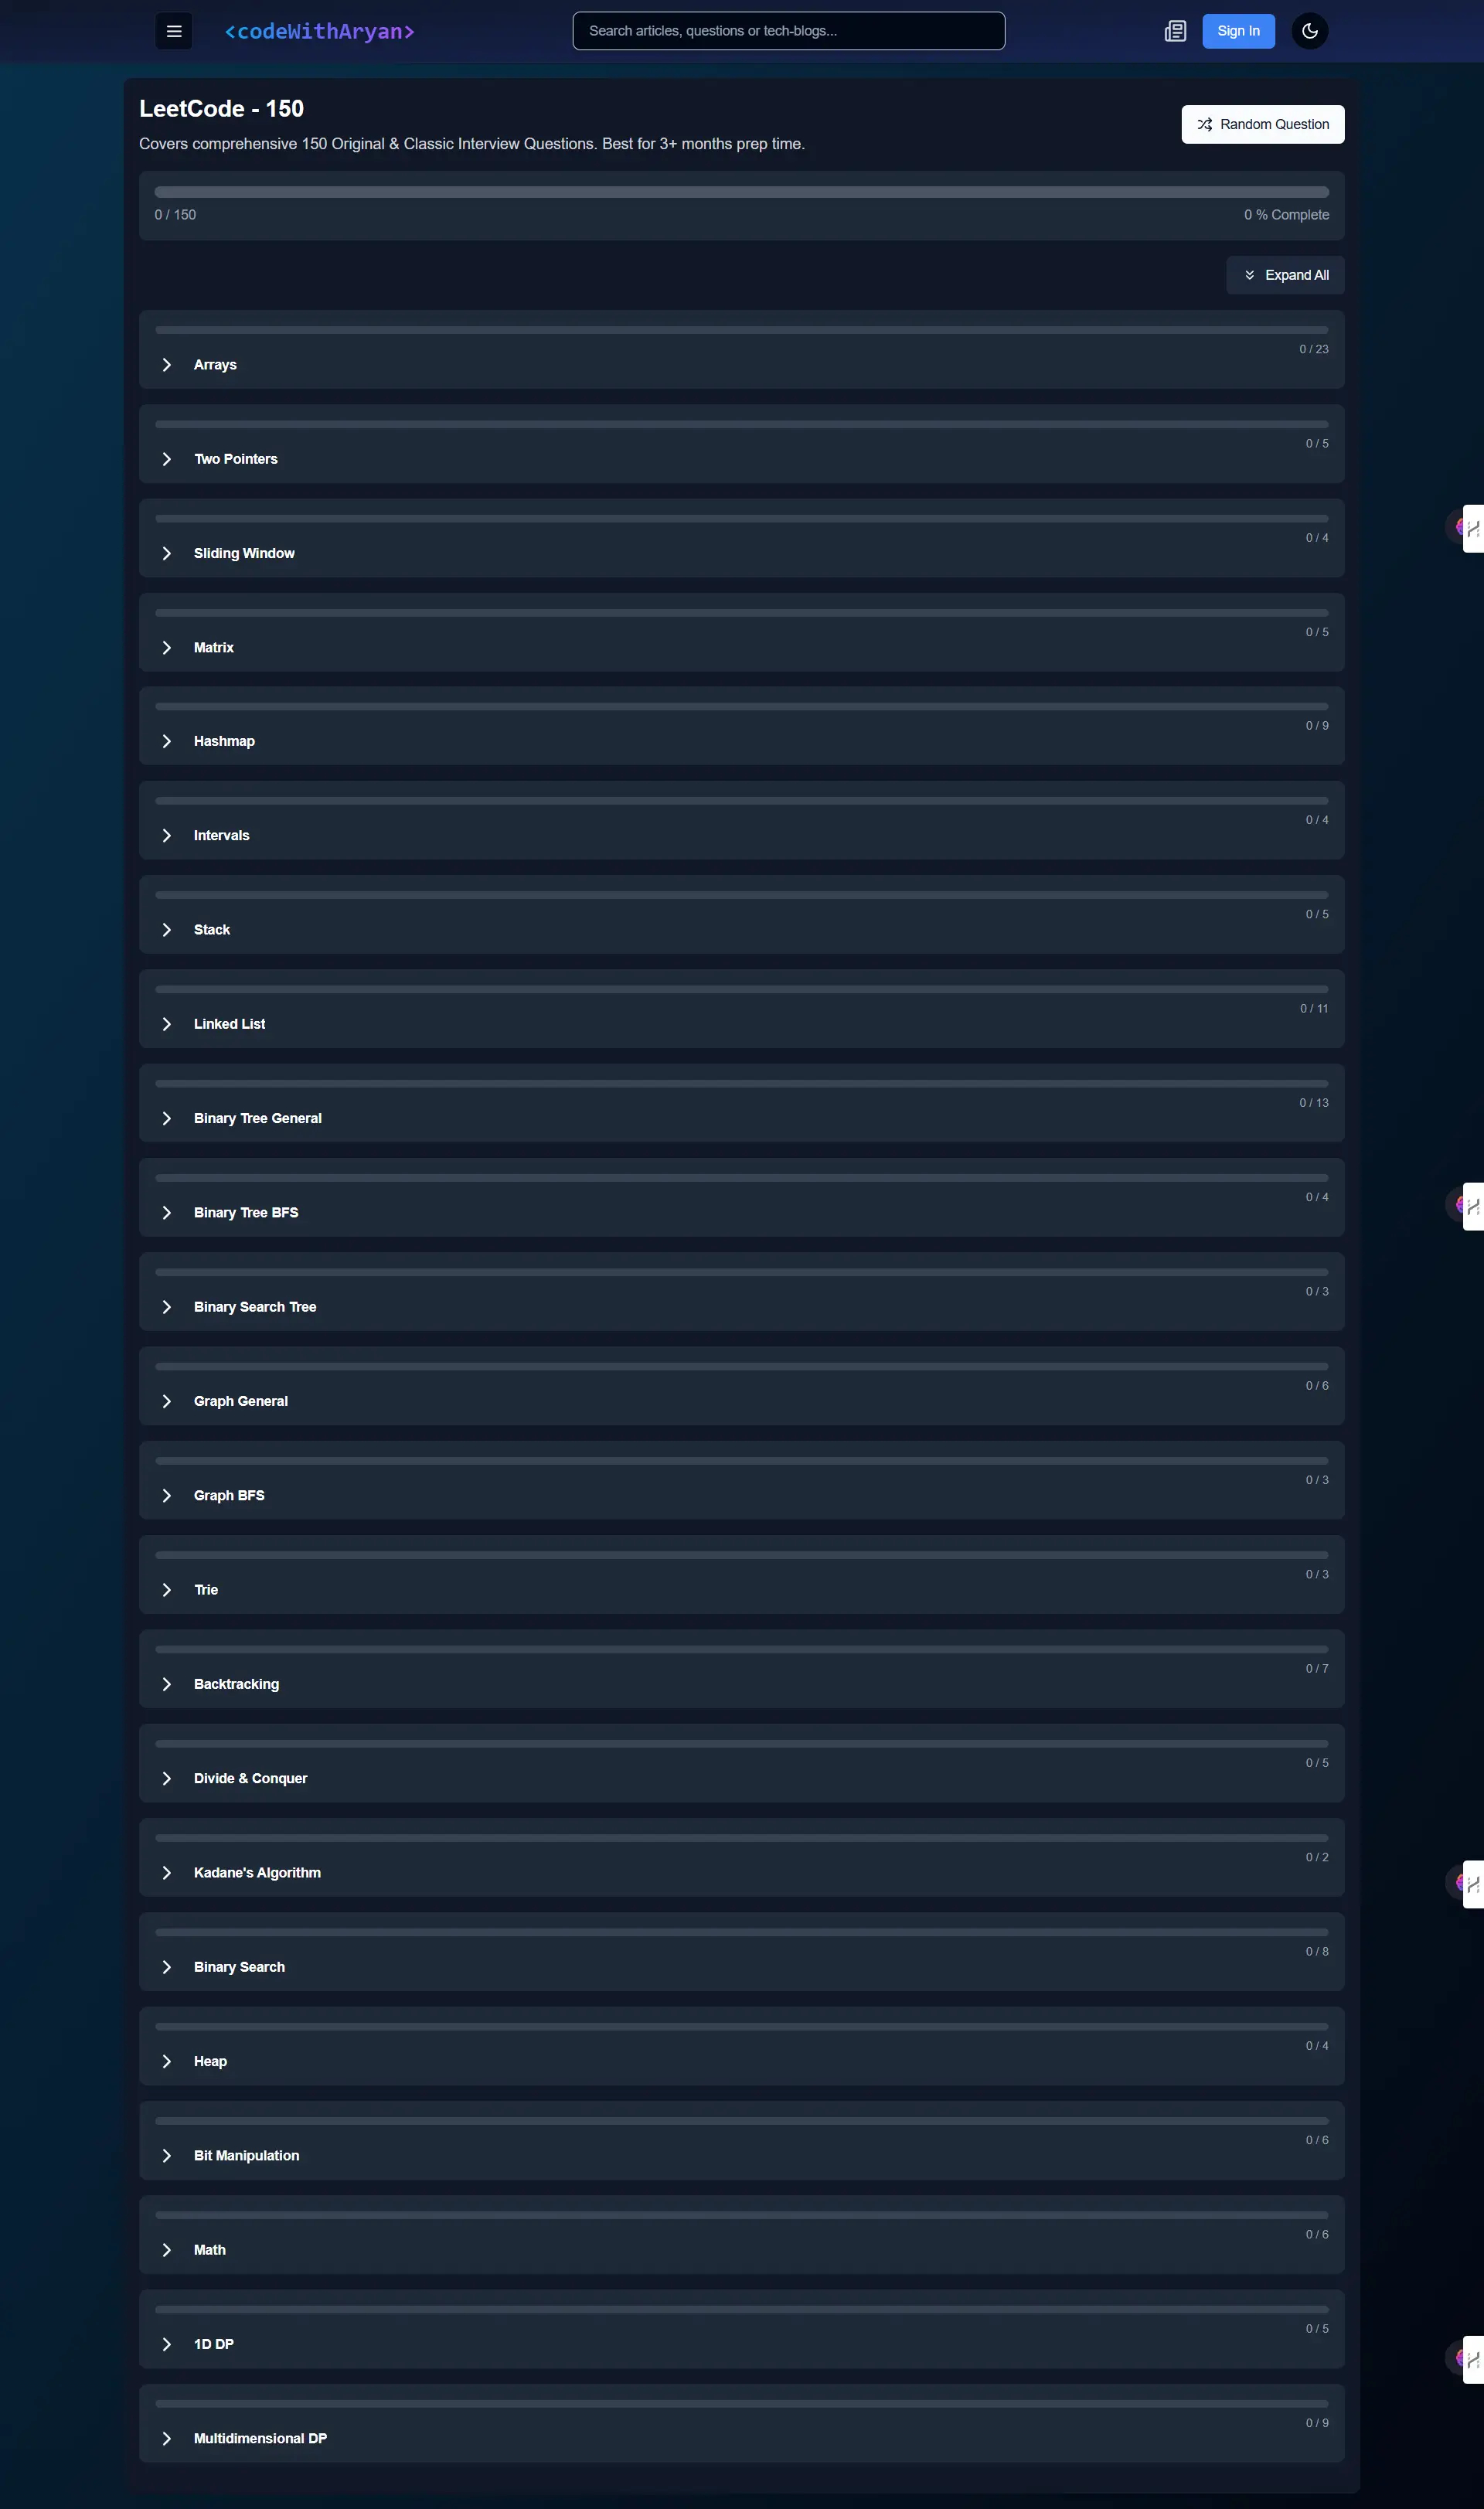 <codeWithAryan>
Search articles, questions or tech-blogs...
Sign In
LeetCode - 150
Covers comprehensive 150 Original & Classic Interview Questions. Best for 3+ months prep time.
Random Question
0 / 150
0 % Complete
Expand All
0 / 23
Arrays
0 / 5
Two Pointers
0 / 4
Sliding Window
0 / 5
Matrix
0 / 9
Hashmap
0 / 4
Intervals
0 / 5
Stack
0 / 11
Linked List
0 / 13
Binary Tree General
0 / 4
Binary Tree BFS
0 / 3
Binary Search Tree
0 / 6
Graph General
0 / 3
Graph BFS
0 / 3
Trie
0 / 7
Backtracking
0 / 5
Divide & Conquer
0 / 2
Kadane's Algorithm
0 / 8
Binary Search
0 / 4
Heap
0 / 6
Bit Manipulation
0 / 6
Math
0 / 5
1D DP
0 / 9
Multidimensional DP